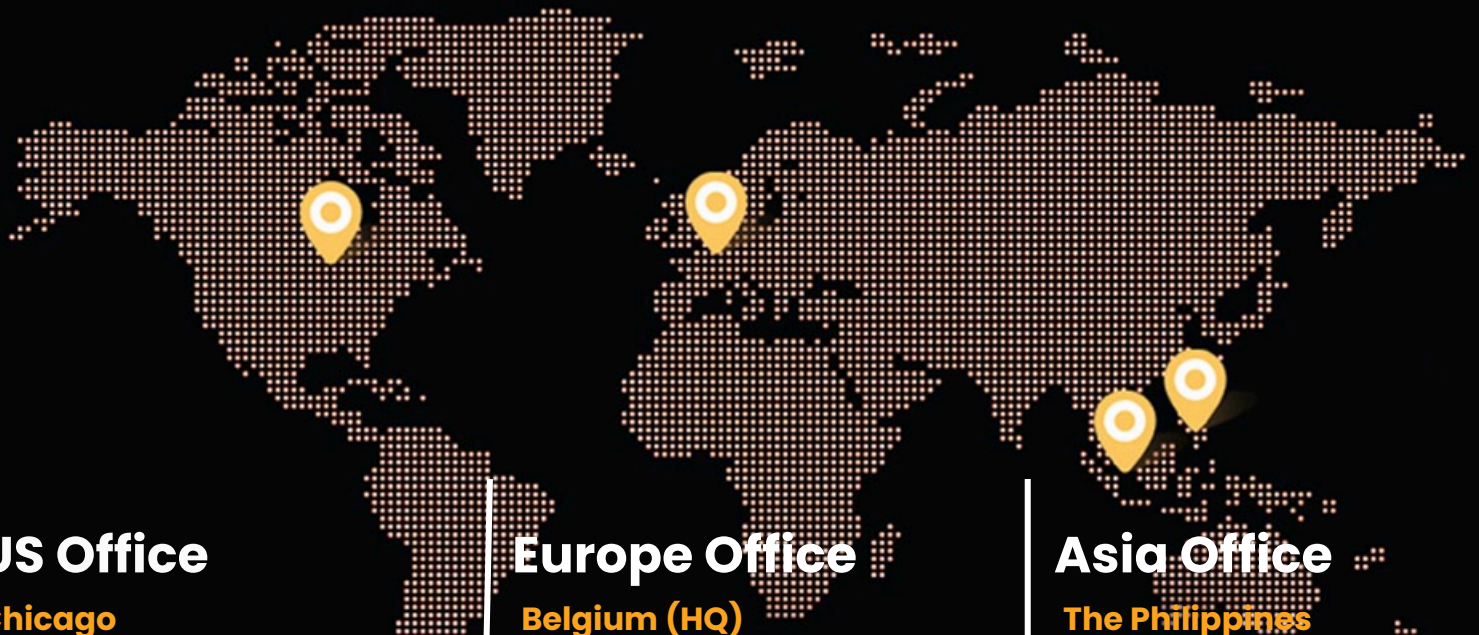 US Office
Chicago
Europe Office
Belgium (HQ)
Asia Office
The Philippines